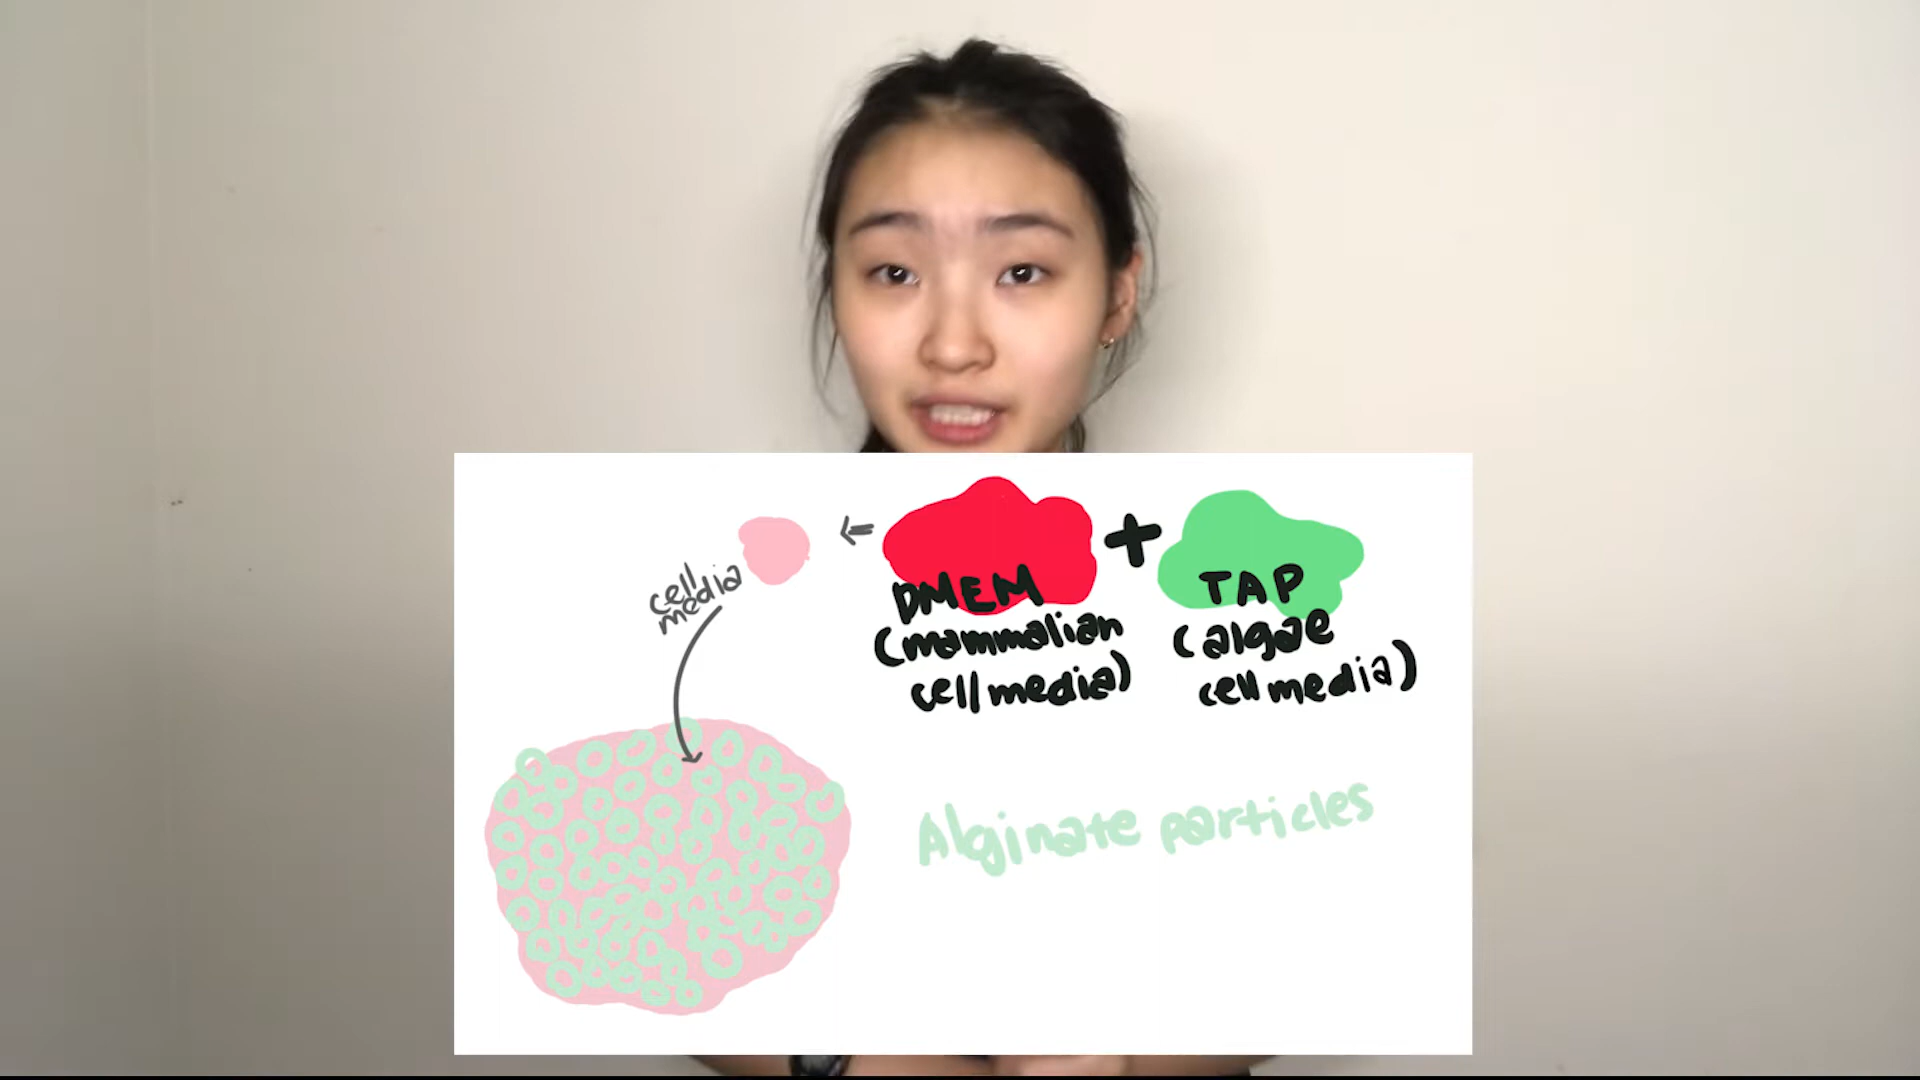 cell
media
DMEM
(mammalian
cell media)
+
TAP
(algae
cell media)
Alginate particles